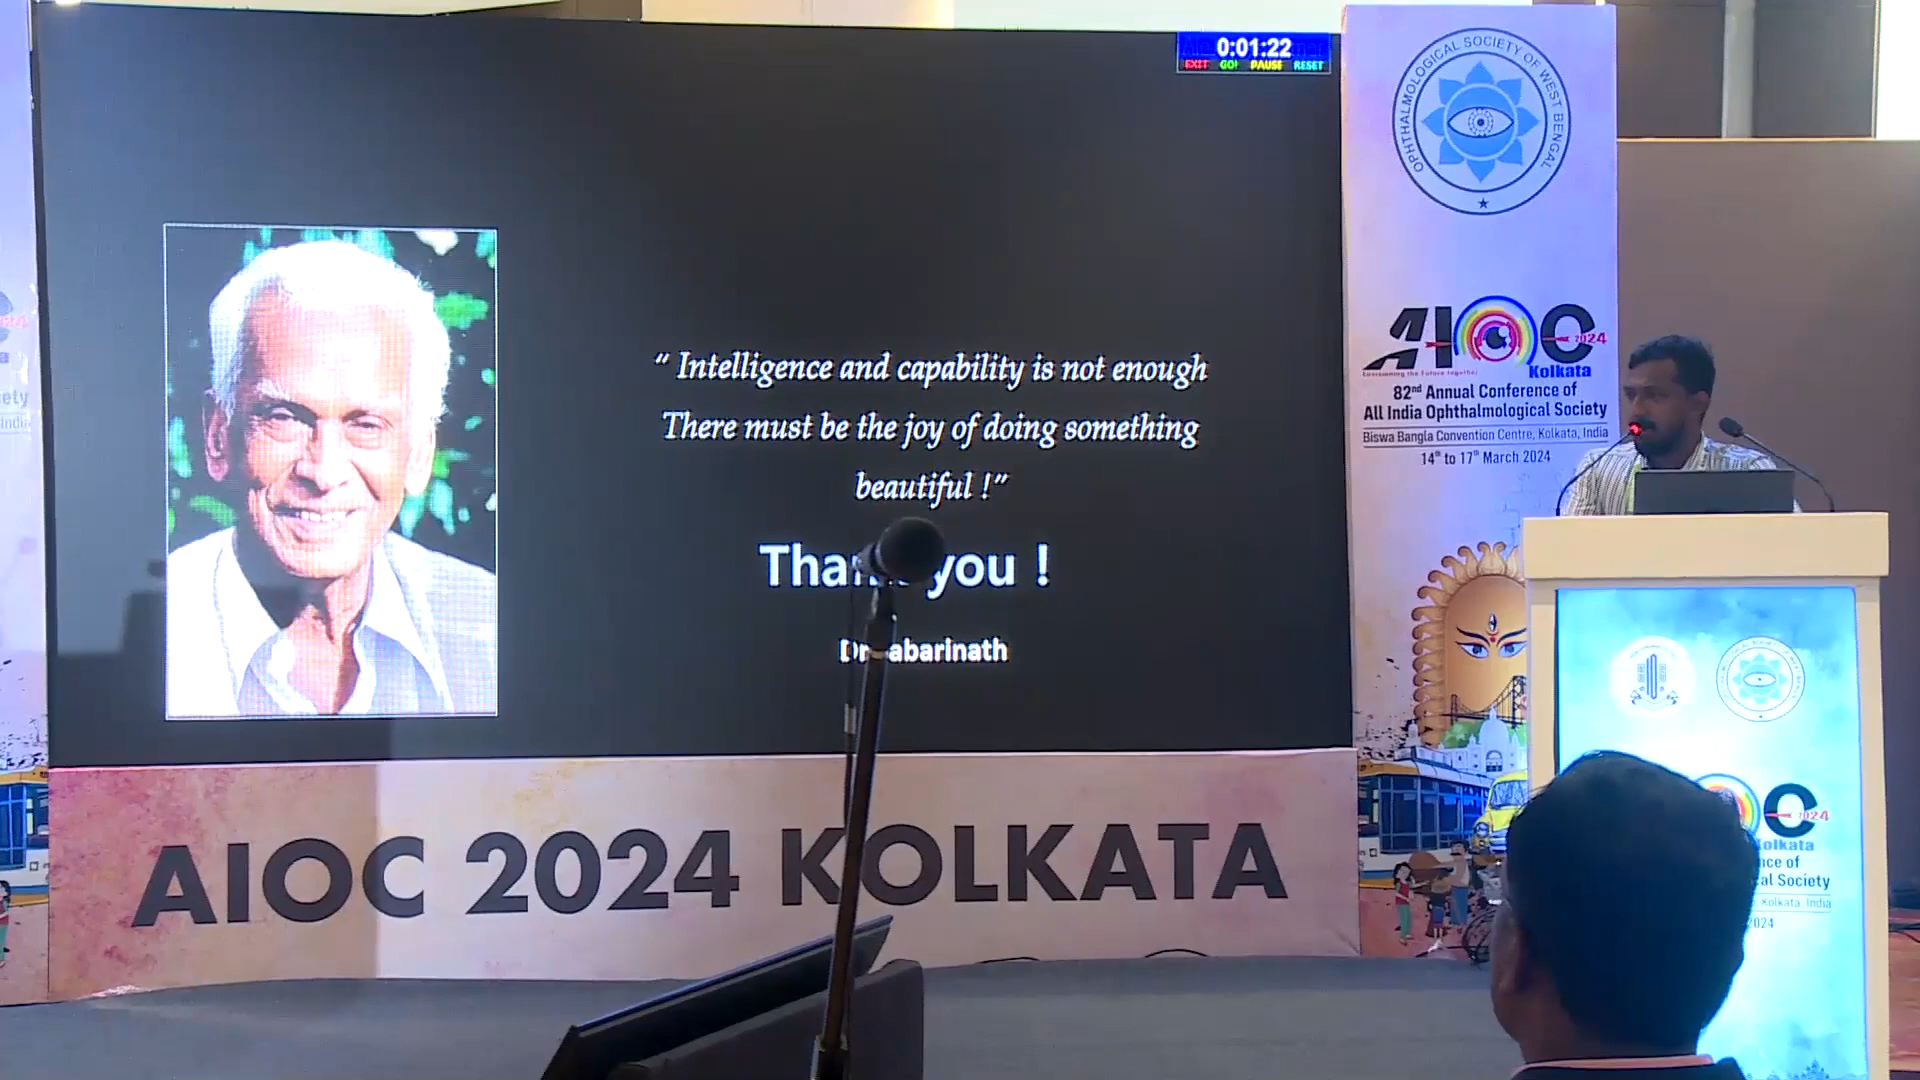 0:01:22
EXIT GO! PAUSE RESET
“ Intelligence and capability is not enough
There must be the joy of doing something
beautiful !”
you !
AIOC 2024 KOLKATA
OPHTHALMOLOGICAL SOCIETY OF WEST BENGAL
AIOC 2024
Kolkata
82nd Annual Conference of
All India Ophthalmological Society
Biswa Bangla Convention Centre, Kolkata, India
14th to 17th March 2024
C 2024
Kolkata
nce of
cal Society
Kolkata, India
2024